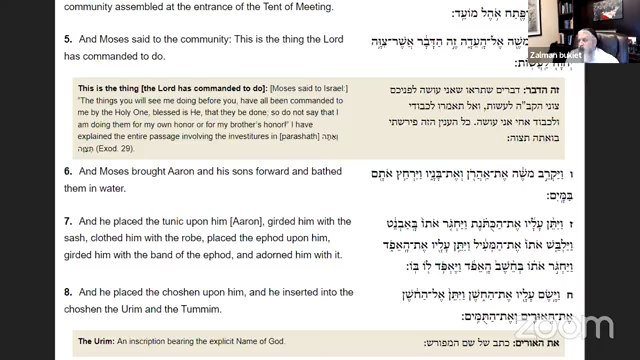 community assembled at the entrance of the Tent of Meeting.
פֶּתַח אֹהֶל מוֹעֵד:
Zalman bukiet
5. And Moses said to the community: This is the thing the Lord
has commanded to do.
משֶׁה אֶל־הָעֵדָה זֶה הַדָּבָר אֲשֶׁר־צִוָּה
יְהֹוָה לַעֲשׂוֹת:
This is the thing [the Lord has commanded to do]: [Moses said to Israel:]
"The things you will see me doing before you, have all been commanded to
me by the Holy One, blessed is He, that they be done; so do not say that I
am doing them for my own honor or for my brother's honor!" I have
explained the entire passage involving the investitures in [parashath] וְאַתָּה
תְּצַוֶּה (Exod. 29).
זה הדבר: דברים שתראו שאני עושה לפניכם
צוני הקב"ה לעשות, ואל תאמרו לכבודי
ולכבוד אחי אני עושה. כל הענין הזה פירשתי
בואתה תצוה:
6. And Moses brought Aaron and his sons forward and bathed
them in water.
ו וַיַּקְרֵב משֶׁה אֶת־אַהֲרֹן וְאֶת־בָּנָיו וַיִּרְחַץ אֹתָם
בַּמָּיִם:
7. And he placed the tunic upon him [Aaron], girded him with the
sash, clothed him with the robe, placed the ephod upon him,
girded him with the band of the ephod, and adorned him with it.
ז וַיִּתֵּן עָלָיו אֶת־הַכֻּתֹּנֶת וַיַּחְגֹּר אֹתוֹ בָּאַבְנֵט
וַיַּלְבֵּשׁ אֹתוֹ אֶת־הַמְּעִיל וַיִּתֵּן עָלָיו אֶת־הָאֵפֹד
וַיַּחְגֹּר אֹתוֹ בְּחֵשֶׁב הָאֵפֹד וַיֶּאְפֹּד לוֹ בּוֹ:
8. And he placed the choshen upon him, and he inserted into the
choshen the Urim and the Tummim.
ח וַיָּשֶׂם עָלָיו אֶת־הַחשֶׁן וַיִּתֵּן אֶל־הַחשֶׁן
אֶת־הָאוּרִים וְאֶת־הַתֻּמִּים:
zoom
The Urim: An inscription bearing the explicit Name of God.
את האורים: כתב של שם המפורש: